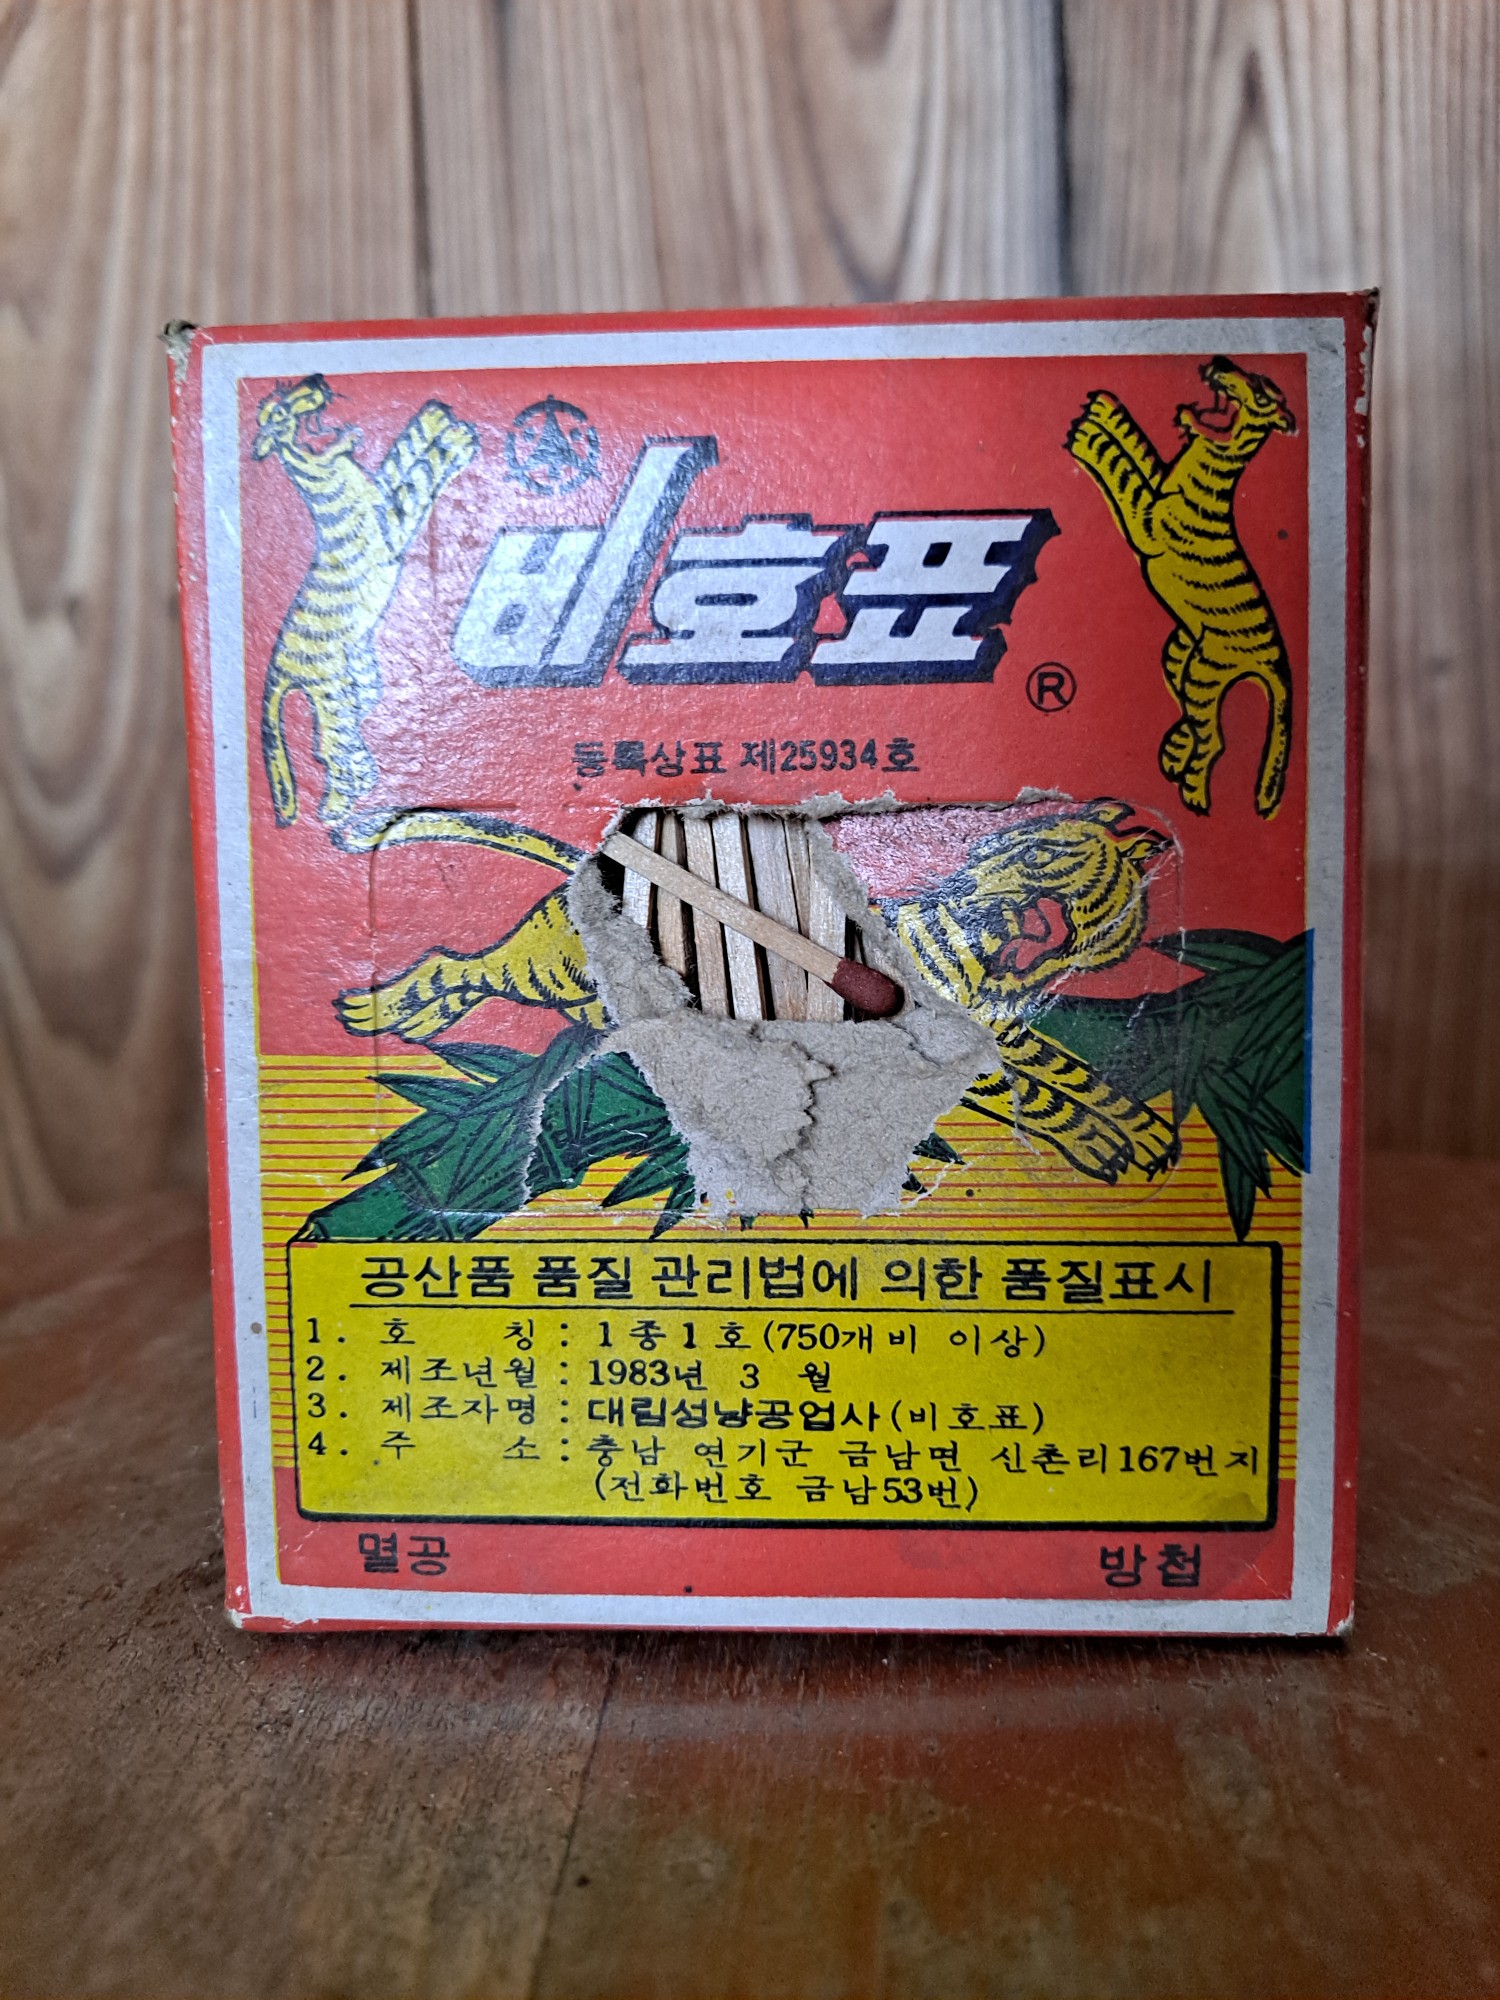 비호표
®
등록상표 제25934호
공산품 품질 관리법에 의한 품질표시
1. 호 칭 : 1종1호(750개비 이상)
2. 제조년월 : 1983년 3 월
3. 제조자명 : 대림성냥공업사(비호표)
4. 주 소 : 충남 연기군 금남면 신촌리167번지
(전화번호 금남53번)
멸공 방첩